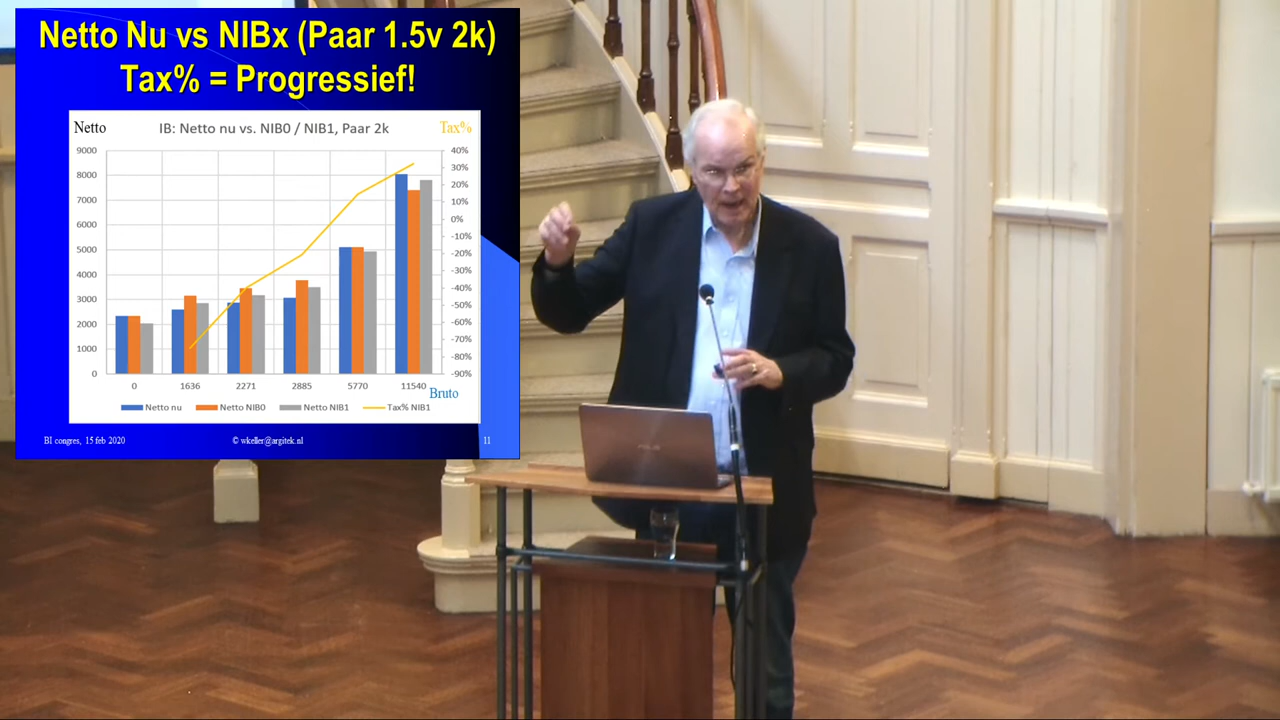 Netto Nu vs NIBx (Paar 1.5v 2k)
Tax% = Progressief!
Netto
IB: Netto nu vs. NIB0 / NIB1, Paar 2k
Tax%
9000
8000
7000
6000
5000
4000
3000
2000
1000
0
40%
30%
20%
10%
0%
-10%
-20%
-30%
-40%
-50%
-60%
-70%
-80%
-90%
0 1636 2271 2885 5770 11540
Bruto
Netto nu Netto NIB0 Netto NIB1 Tax% NIB1
BI congres, 15 feb 2020 © wkeller@argitek.nl 11